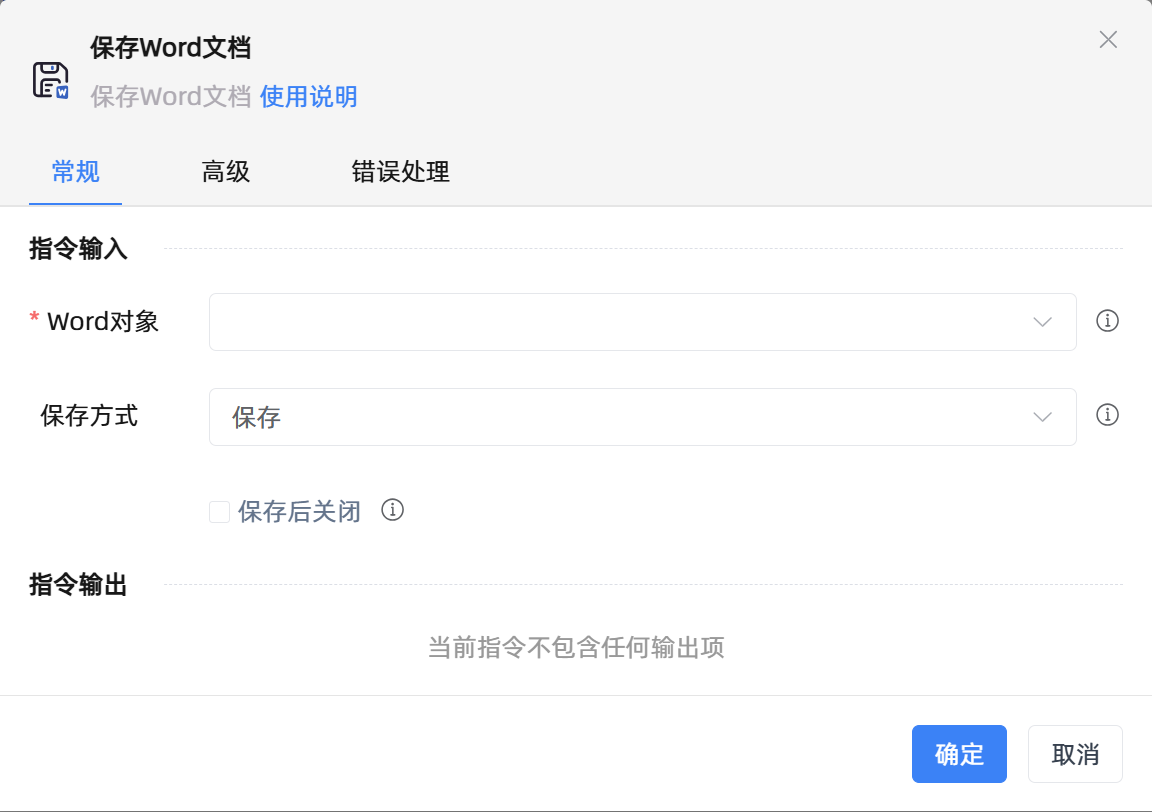 保存Word文档
保存Word文档 使用说明
常规 高级 错误处理
指令输入
* Word对象
保存方式 保存
保存后关闭
指令输出
当前指令不包含任何输出项
确定 取消